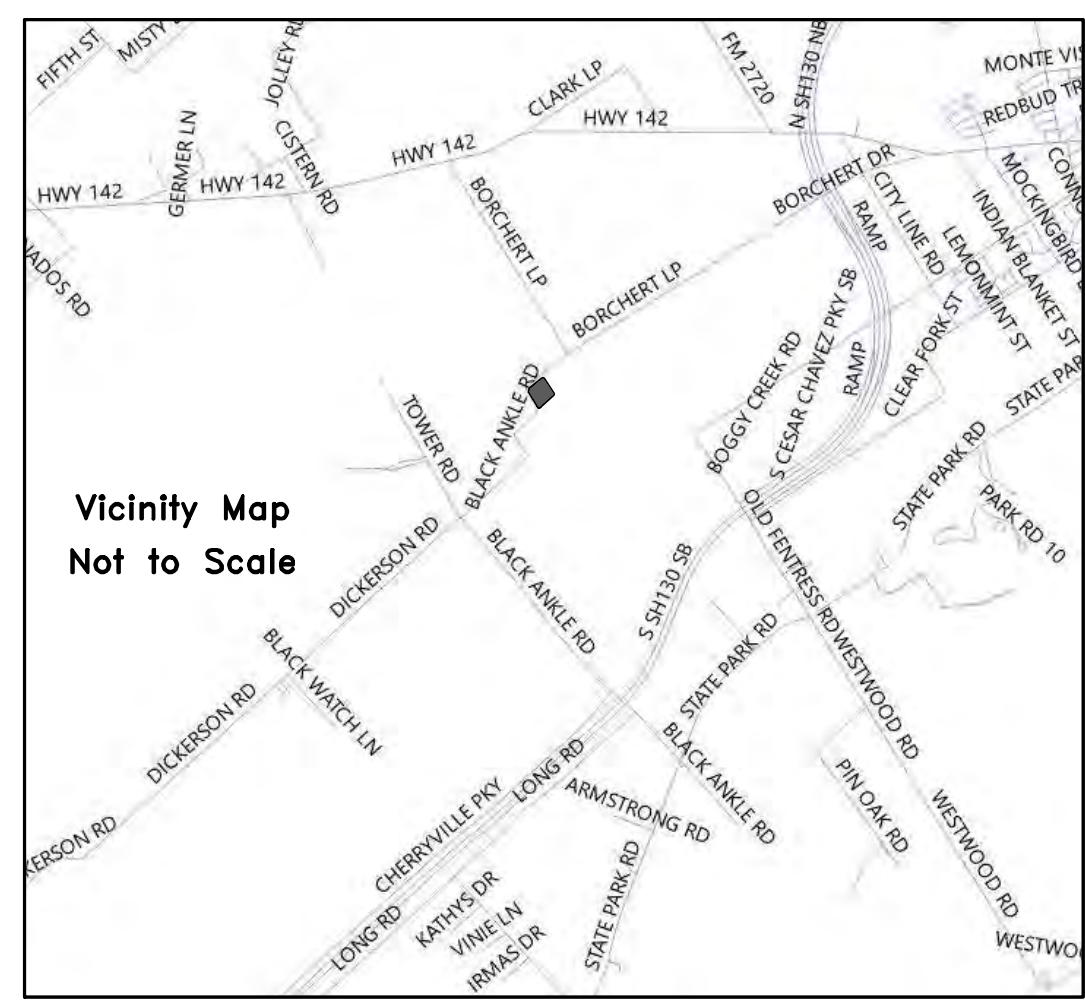 FIFTH ST
MISTY
JOLLEY RD
CLARK LP
FM 2720
N SH130 NB
MONTE VIS
REDBUD TR
HWY 142
HWY 142
HWY 142
HWY 142
GERMER LN
CISTERN RD
BORCHERT DR
CITY LINE RD
MOCKINGBIRD
CONNO
NADOS RD
BORCHERT LP
BORCHERT LP
RAMP
INDIAN BLANKET ST
LEMONMINT ST
S CESAR CHAVEZ PKY SB
RAMP
CLEAR FORK ST
BOGGY CREEK RD
STATE PAR
BLACK ANKLE RD
TOWER RD
STATE PARK RD
PARK RD 10
Vicinity Map
Not to Scale
OLD FENTRESS RD
DICKERSON RD
BLACK ANKLE RD
S SH130 SB
BLACK WATCH LN
STATE PARK RD
WESTWOOD RD
DICKERSON RD
BLACK ANKLE RD
LONG RD
ARMSTRONG RD
PIN OAK RD
CHERRYVILLE PKY
WESTWOOD RD
KERSON RD
STATE PARK RD
KATHYS DR
VINIE LN
IRMAS DR
LONG RD
WESTWO